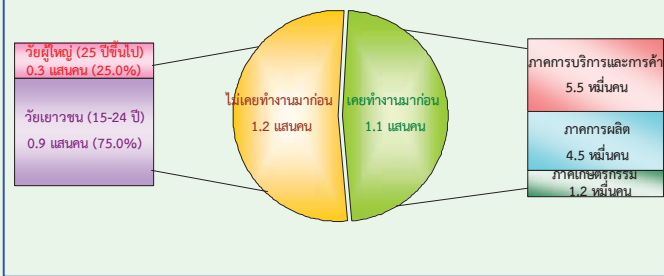 วัยผู้ใหญ่ (25 ปีขึ้นไป)
0.3 แสนคน (25.0%)
วัยเยาวชน (15-24 ปี)
0.9 แสนคน (75.0%)
ไม่เคยทำงานมาก่อน
1.2 แสนคน
เคยทำงานมาก่อน
1.1 แสนคน
ภาคการบริการและการค้า
5.5 หมื่นคน
ภาคการผลิต
4.5 หมื่นคน
ภาคเกษตรกรรม
1.2 หมื่นคน